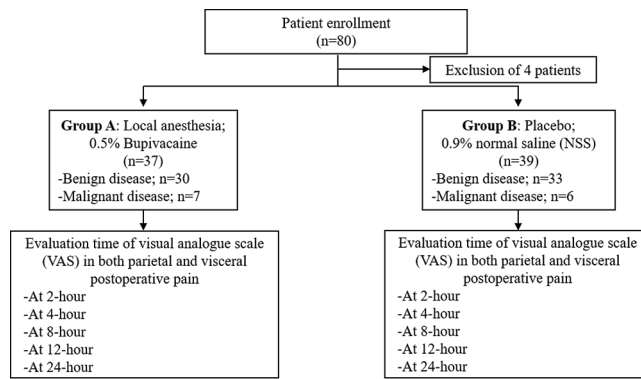 Patient enrollment
(n=80)
Exclusion of 4 patients
Group A: Local anesthesia;
0.5% Bupivacaine
(n=37)
-Benign disease; n=30
-Malignant disease; n=7
Group B: Placebo;
0.9% normal saline (NSS)
(n=39)
-Benign disease; n=33
-Malignant disease; n=6
Evaluation time of visual analogue scale
(VAS) in both parietal and visceral
postoperative pain
-At 2-hour
-At 4-hour
-At 8-hour
-At 12-hour
-At 24-hour
Evaluation time of visual analogue scale
(VAS) in both parietal and visceral
postoperative pain
-At 2-hour
-At 4-hour
-At 8-hour
-At 12-hour
-At 24-hour